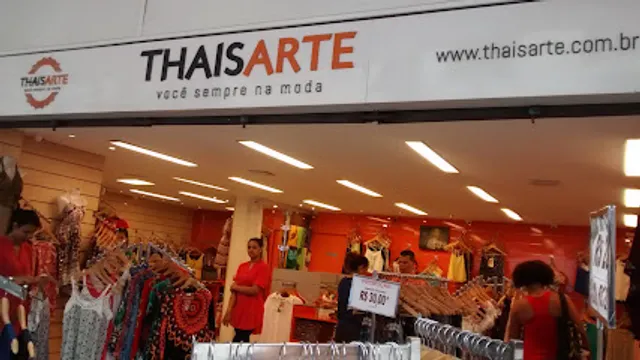 THAISARTE
THAISARTE
você sempre na moda
www.thaisarte.com.br
R$ 30,00